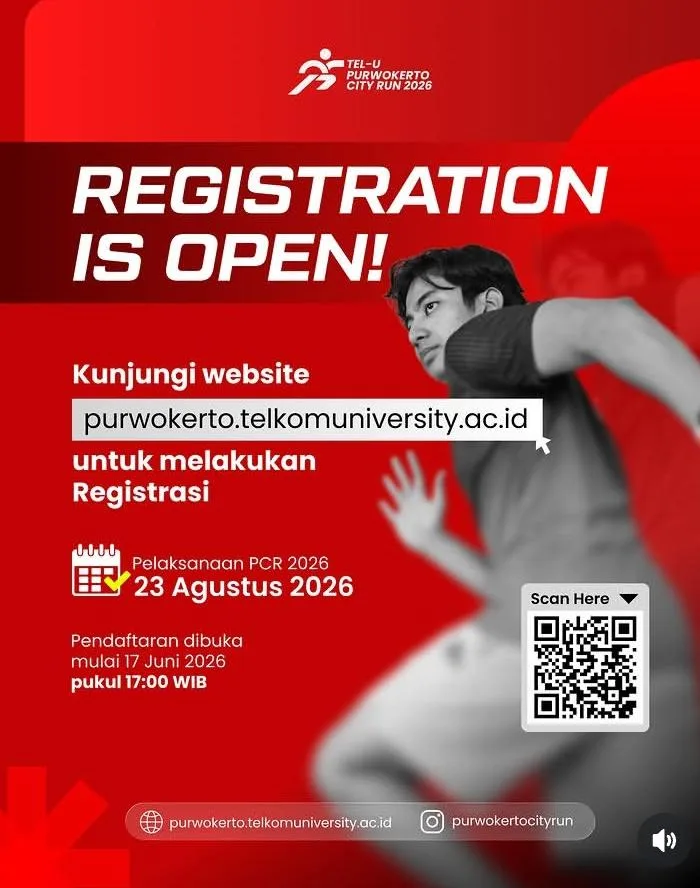 TEL-U
PURWOKERTO
CITY RUN 2026
REGISTRATION
IS OPEN!
Kunjungi website
purwokerto.telkomuniversity.ac.id
untuk melakukan
Registrasi
Pelaksanaan PCR 2026
23 Agustus 2026
Pendaftaran dibuka
mulai 17 Juni 2026
pukul 17:00 WIB
Scan Here
purwokerto.telkomuniversity.ac.id
purwokertocityrun